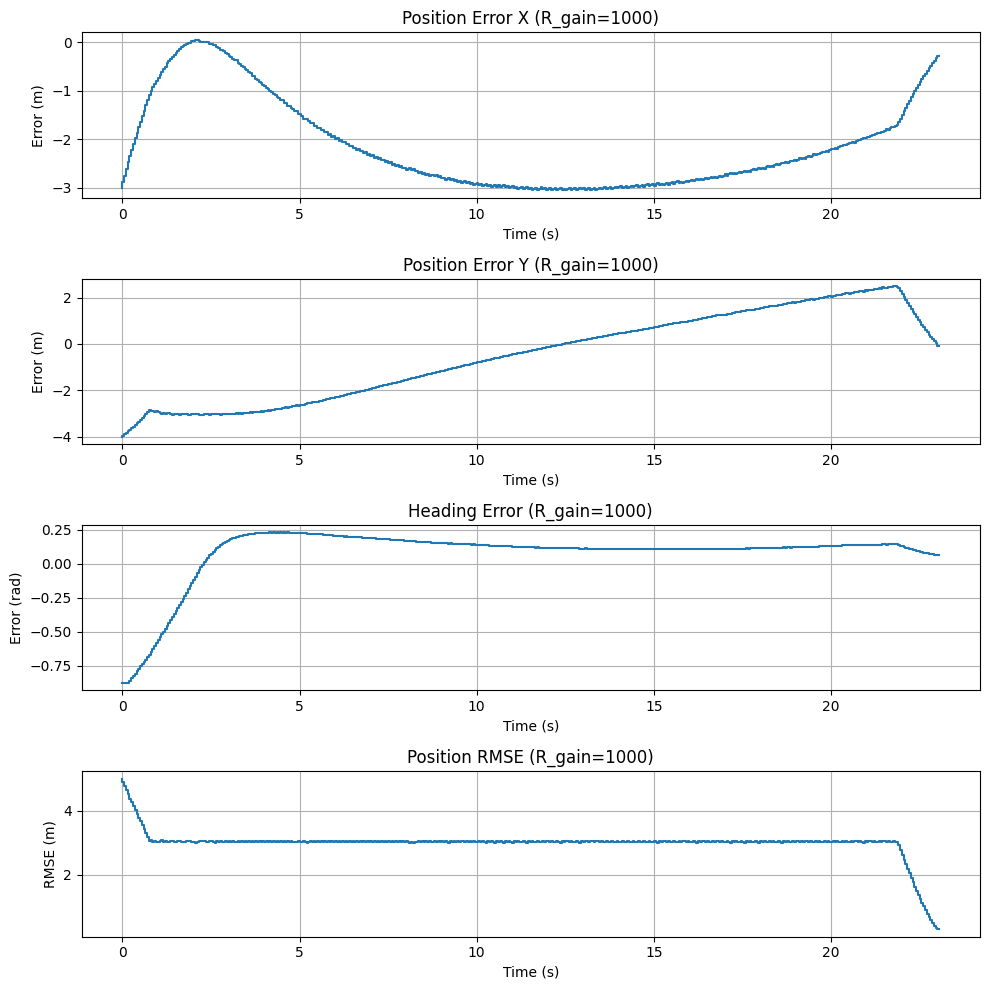 Position Error X (R_gain=1000)
0
−1
−2
−3
Error (m)
0 5 10 15 20
Time (s)
Position Error Y (R_gain=1000)
2
0
−2
−4
Error (m)
0 5 10 15 20
Time (s)
Heading Error (R_gain=1000)
0.25
0.00
−0.25
−0.50
−0.75
Error (rad)
0 5 10 15 20
Time (s)
Position RMSE (R_gain=1000)
4
2
RMSE (m)
0 5 10 15 20
Time (s)